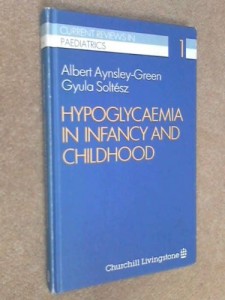 CURRENT REVIEWS IN
PAEDIATRICS
1
Albert Aynsley-Green
Gyula Soltész
HYPOGLYCAEMIA
IN INFANCY AND
CHILDHOOD
Churchill Livingstone